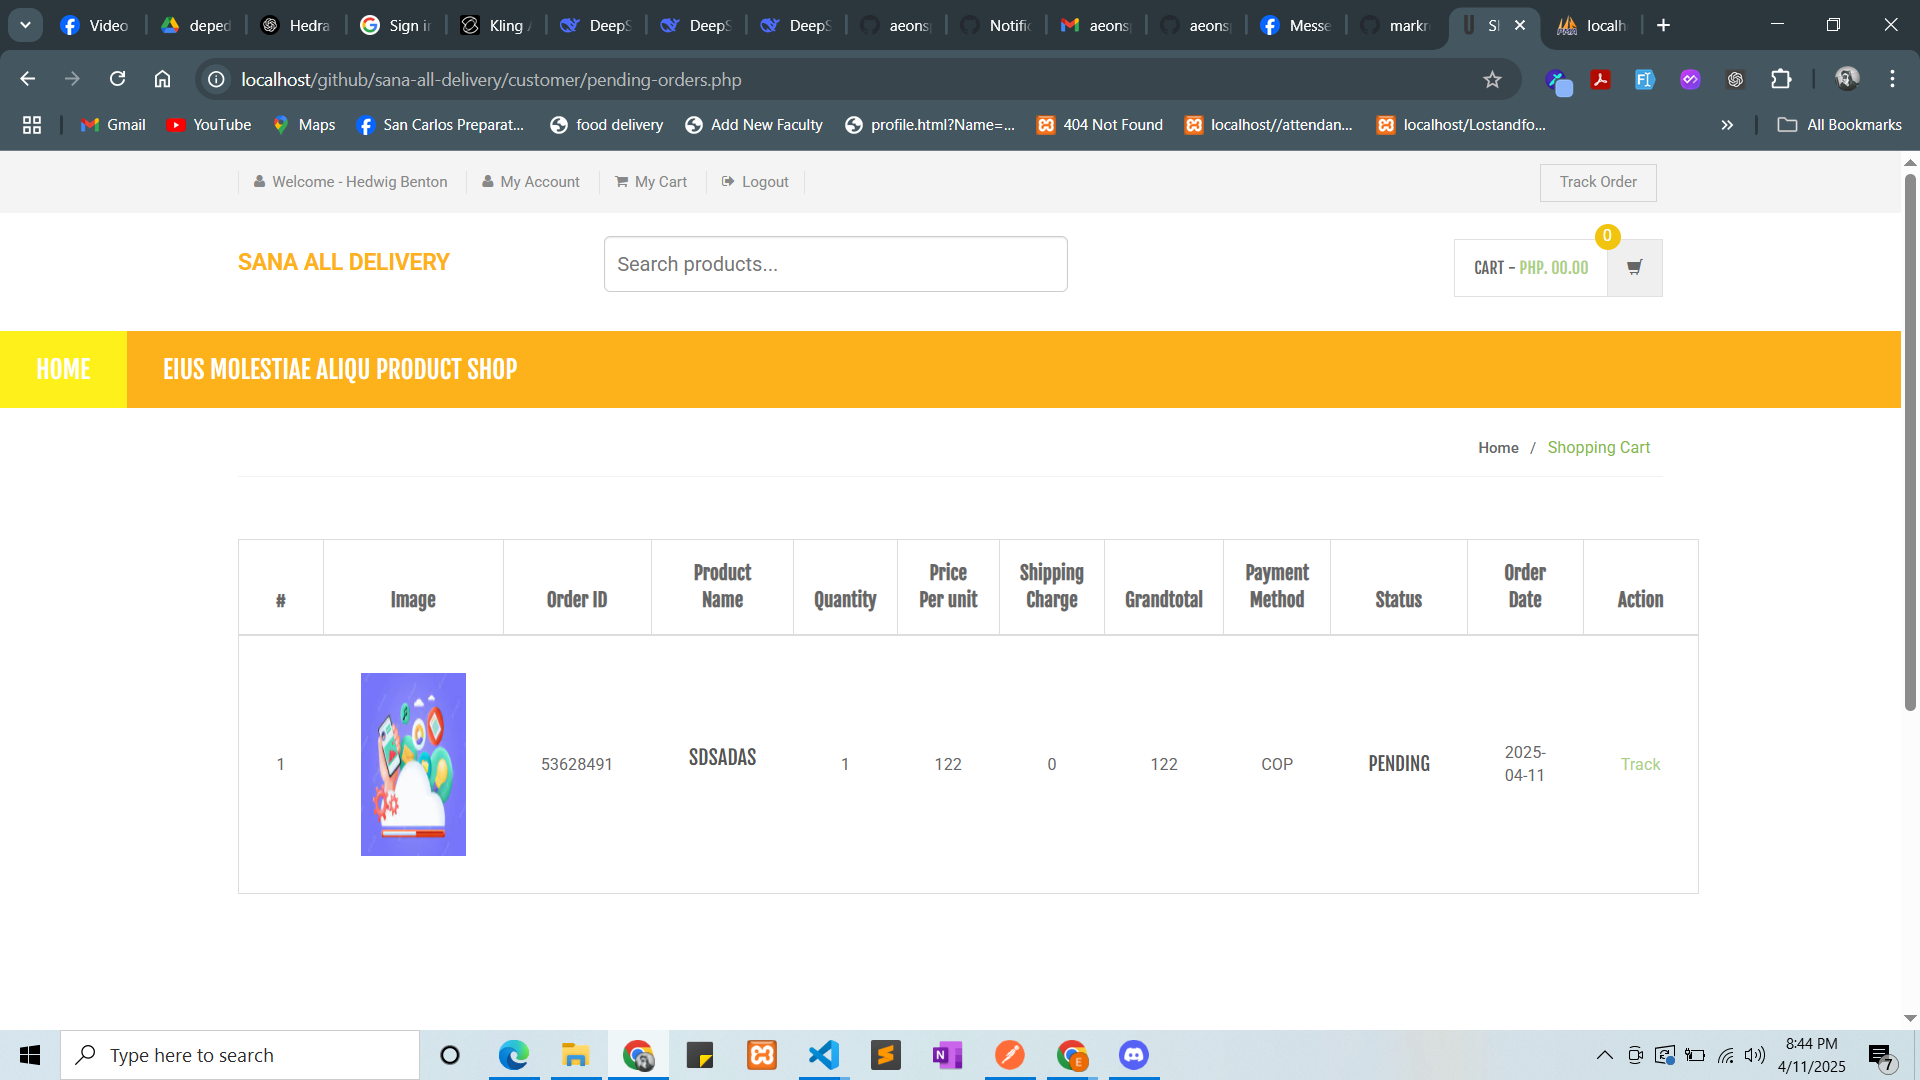 Video
deped
Hedra
Sign in
Kling
DeepS
DeepS
DeepS
aeons
Notific
aeons
aeons
Messe
mark
localh
localhost/github/sana-all-delivery/customer/pending-orders.php
Gmail
YouTube
Maps
San Carlos Preparat...
food delivery
Add New Faculty
profile.html?Name=...
404 Not Found
localhost//attendan...
localhost/Lostandfo...
All Bookmarks
Welcome - Hedwig Benton
My Account
My Cart
Logout
Track Order
SANA ALL DELIVERY
Search products...
CART - PHP. 00.00
0
HOME
EIUS MOLESTIAE ALIQU PRODUCT SHOP
Home / Shopping Cart
#
Image
Order ID
Product
Name
Quantity
Price
Per unit
Shipping
Charge
Grandtotal
Payment
Method
Status
Order
Date
Action
1
53628491
SDSADAS
1
122
0
122
COP
PENDING
2025-
04-11
Track
Type here to search
8:44 PM
4/11/2025
7